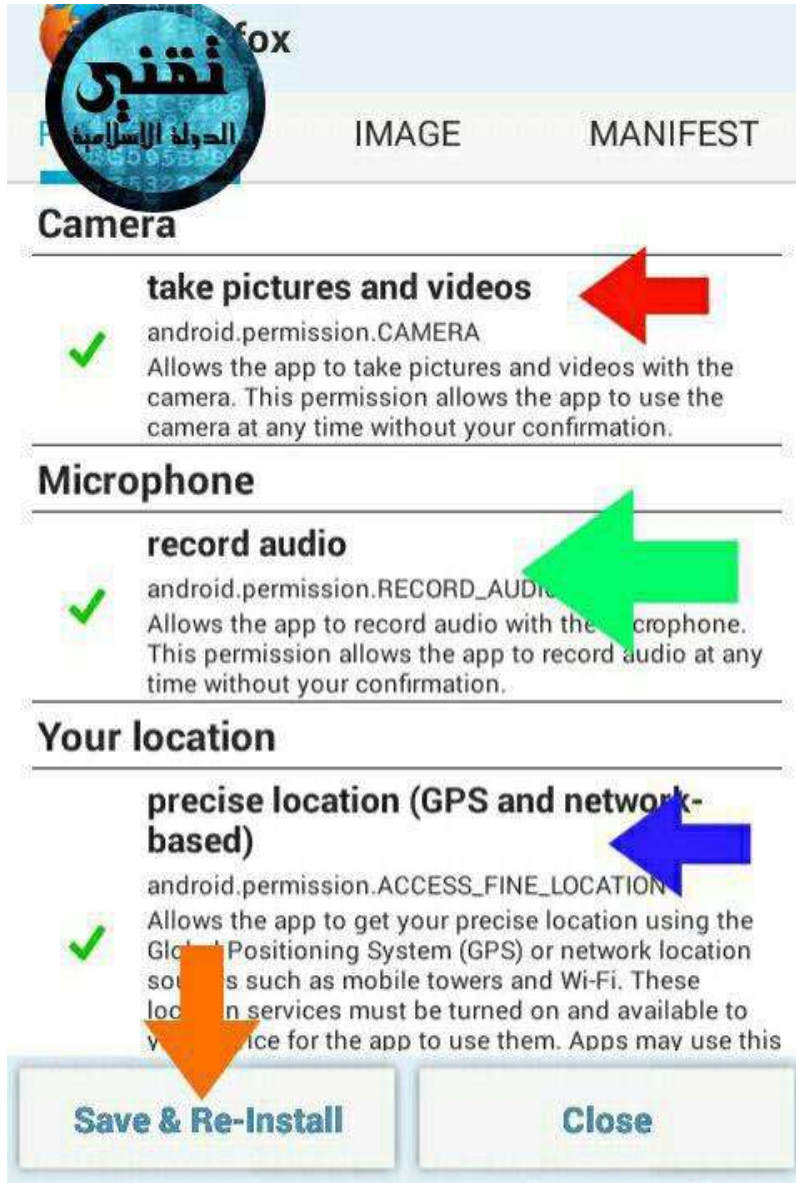 fox
تقني
الدولة الاسلامية
IMAGE
MANIFEST
Camera
take pictures and videos
android.permission.CAMERA
Allows the app to take pictures and videos with the
camera. This permission allows the app to use the
camera at any time without your confirmation.
Microphone
record audio
android.permission.RECORD_AUDIO
Allows the app to record audio with the crophone.
This permission allows the app to record audio at any
time without your confirmation.
Your location
precise location (GPS and network-
based)
android.permission.ACCESS_FINE_LOCATION
Allows the app to get your precise location using the
Positioning System (GPS) or network location
such as mobile towers and Wi-Fi. These
services must be turned on and available to
for the app to use them. Apps may use this
Save & Re-Install
Close